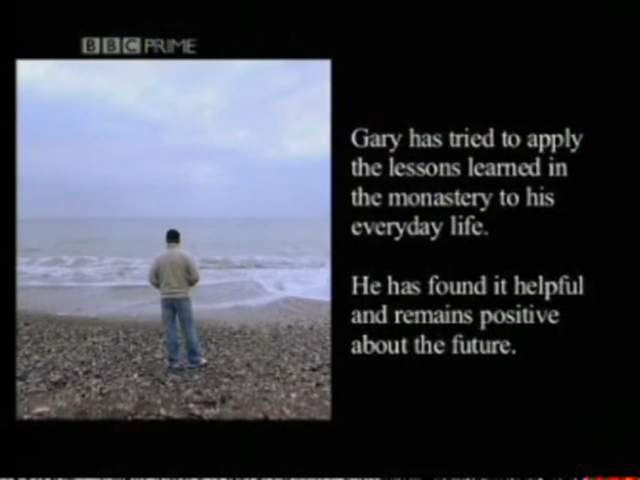 BBC PRIME
Gary has tried to apply
the lessons learned in
the monastery to his
everyday life.
He has found it helpful
and remains positive
about the future.